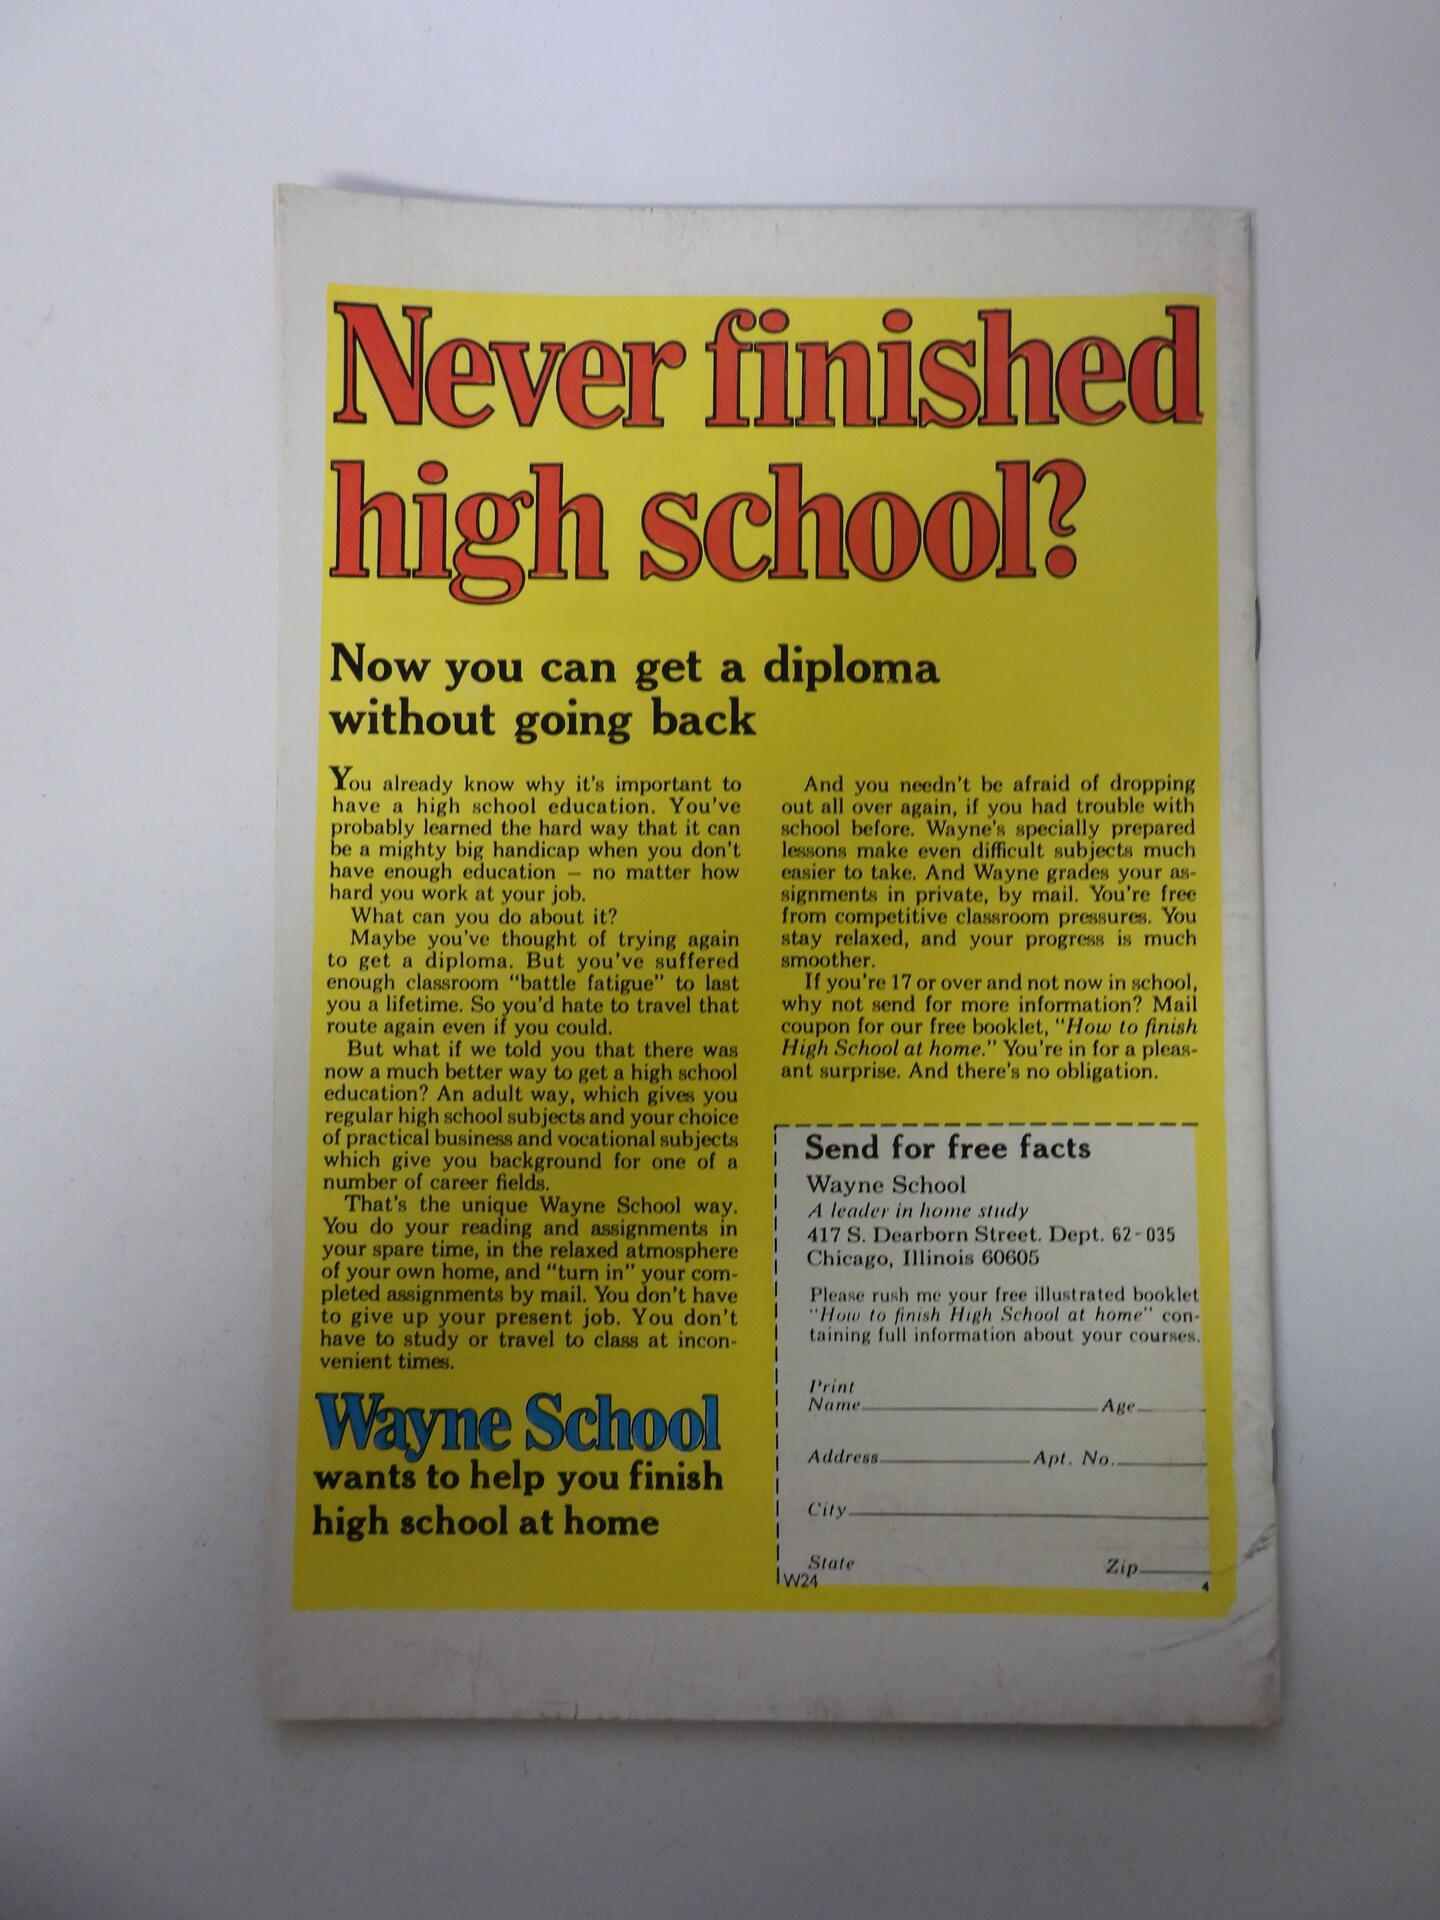 Never finished
high school?
Now you can get a diploma
without going back
You already know why it's important to
have a high school education. You've
probably learned the hard way that it can
be a mighty big handicap when you don't
have enough education — no matter how
hard you work at your job.
What can you do about it?
Maybe you've thought of trying again
to get a diploma. But you've suffered
enough classroom "battle fatigue" to last
you a lifetime. So you'd hate to travel that
route again even if you could.
But what if we told you that there was
now a much better way to get a high school
education? An adult way, which gives you
regular high school subjects and your choice
of practical business and vocational subjects
which give you background for one of a
number of career fields.
That's the unique Wayne School way.
You do your reading and assignments in
your spare time, in the relaxed atmosphere
of your own home, and "turn in" your com-
pleted assignments by mail. You don't have
to give up your present job. You don't
have to study or travel to class at incon-
venient times.
Wayne School
wants to help you finish
high school at home
And you needn't be afraid of dropping
out all over again, if you had trouble with
school before. Wayne's specially prepared
lessons make even difficult subjects much
easier to take. And Wayne grades your as-
signments in private, by mail. You're free
from competitive classroom pressures. You
stay relaxed, and your progress is much
smoother.
If you're 17 or over and not now in school,
why not send for more information? Mail
coupon for our free booklet, "How to finish
High School at home." You're in for a pleas-
ant surprise. And there's no obligation.
Send for free facts
Wayne School
A leader in home study
417 S. Dearborn Street. Dept. 62-035
Chicago, Illinois 60605
Please rush me your free illustrated booklet
"How to finish High School at home" con-
taining full information about your courses.
Print
Name Age
Address Apt. No.
City
State Zip
W24 4